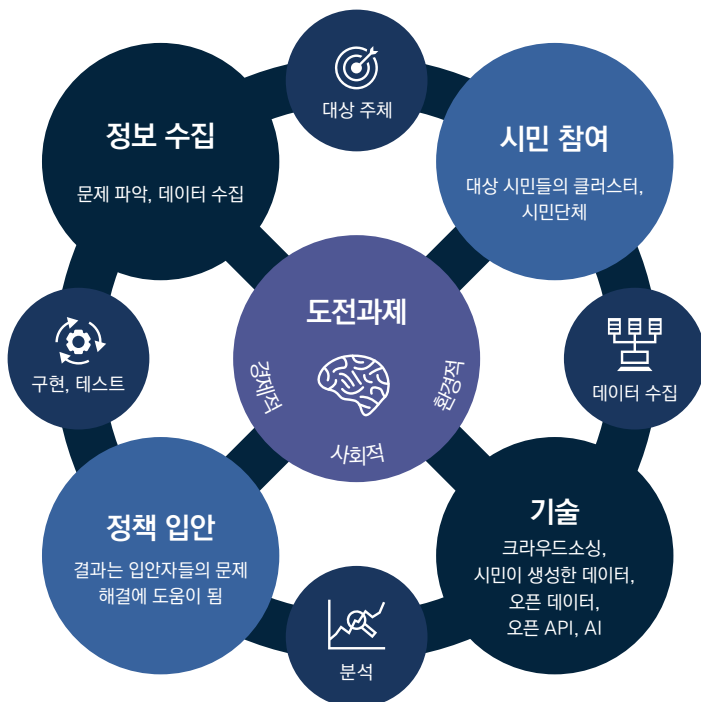 대상 주체
정보 수집
문제 파악, 데이터 수집
시민 참여
대상 시민들의 클러스터,
시민단체
도전과제
경제적
사회적
환경적
구현, 테스트
데이터 수집
정책 입안
결과는 입안자들의 문제
해결에 도움이 됨
기술
크라우드소싱,
시민이 생성한 데이터,
오픈 데이터,
오픈 API, AI
분석